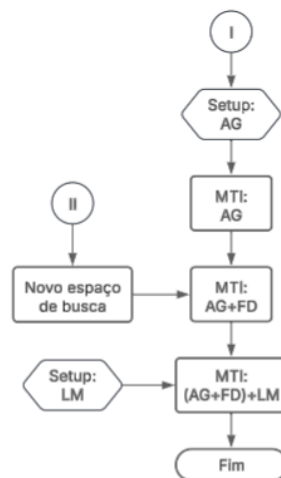 I
Setup:
AG
MTI:
AG
II
Novo espaço
de busca
MTI:
AG+FD
Setup:
LM
MTI:
(AG+FD)+LM
Fim